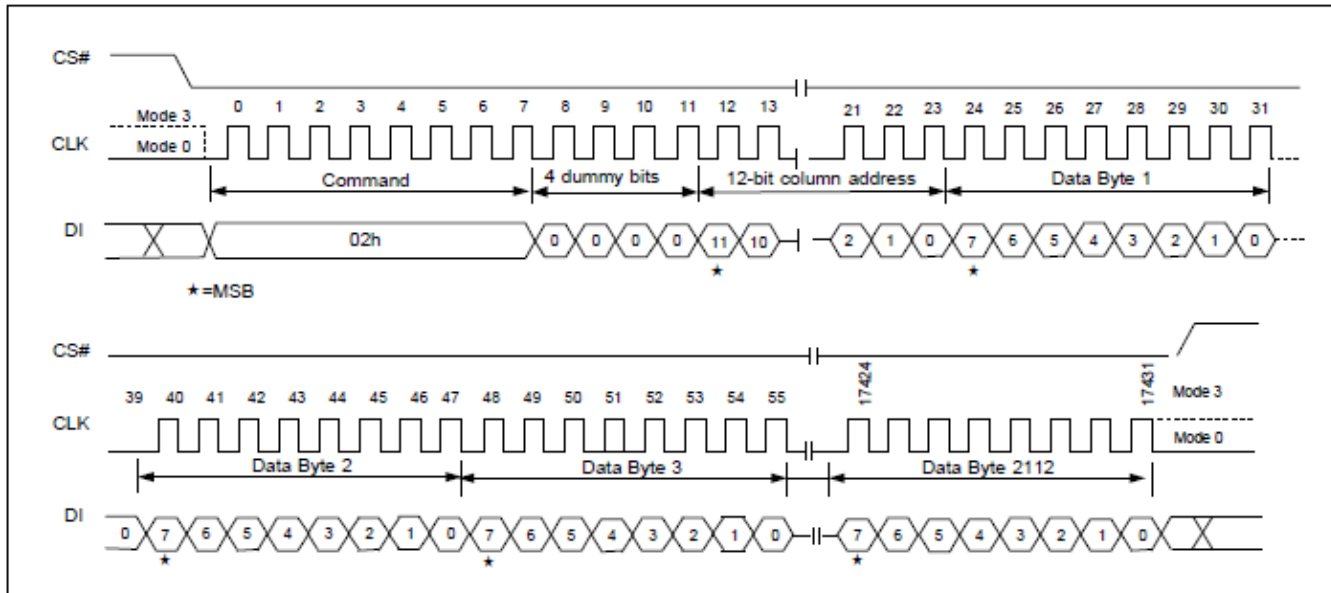 CS#
Mode 3
0 1 2 3 4 5 6 7 8 9 10 11 12 13 21 22 23 24 25 26 27 28 29 30 31
CLK
Mode 0
Command 4 dummy bits 12-bit column address Data Byte 1
DI 02h 0 0 0 0 11 10 2 1 0 7 6 5 4 3 2 1 0
★ ★
★=MSB
CS#
39 40 41 42 43 44 45 46 47 48 49 50 51 52 53 54 55 17424 17431 Mode 3
CLK
Mode 0
Data Byte 2 Data Byte 3 Data Byte 2112
DI 0 7 6 5 4 3 2 1 0 7 6 5 4 3 2 1 0 7 6 5 4 3 2 1 0
★ ★ ★